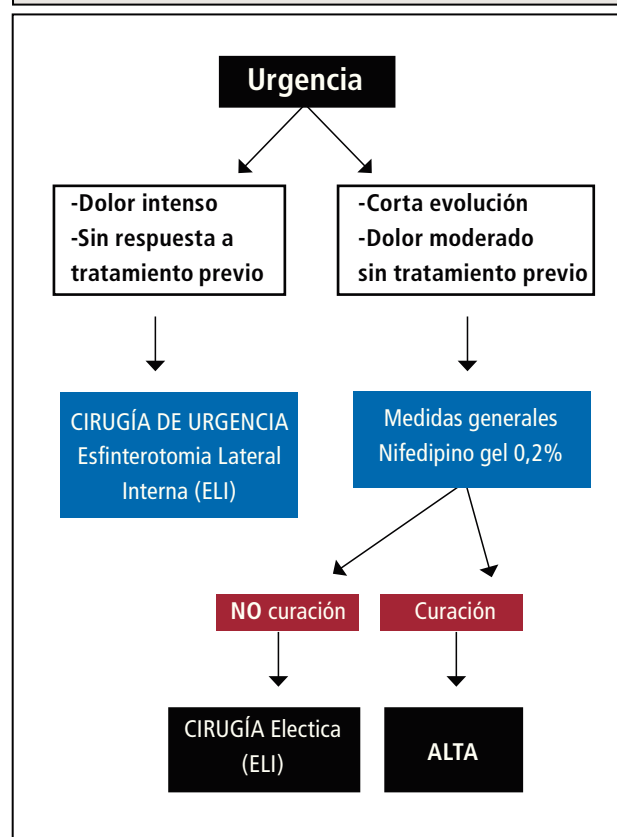 Urgencia
-Dolor intenso
-Sin respuesta a
tratamiento previo
-Corta evolución
-Dolor moderado
sin tratamiento previo
CIRUGÍA DE URGENCIA
Esfinterotomia Lateral
Interna (ELI)
Medidas generales
Nifedipino gel 0,2%
NO curación
Curación
CIRUGÍA Electica
(ELI)
ALTA